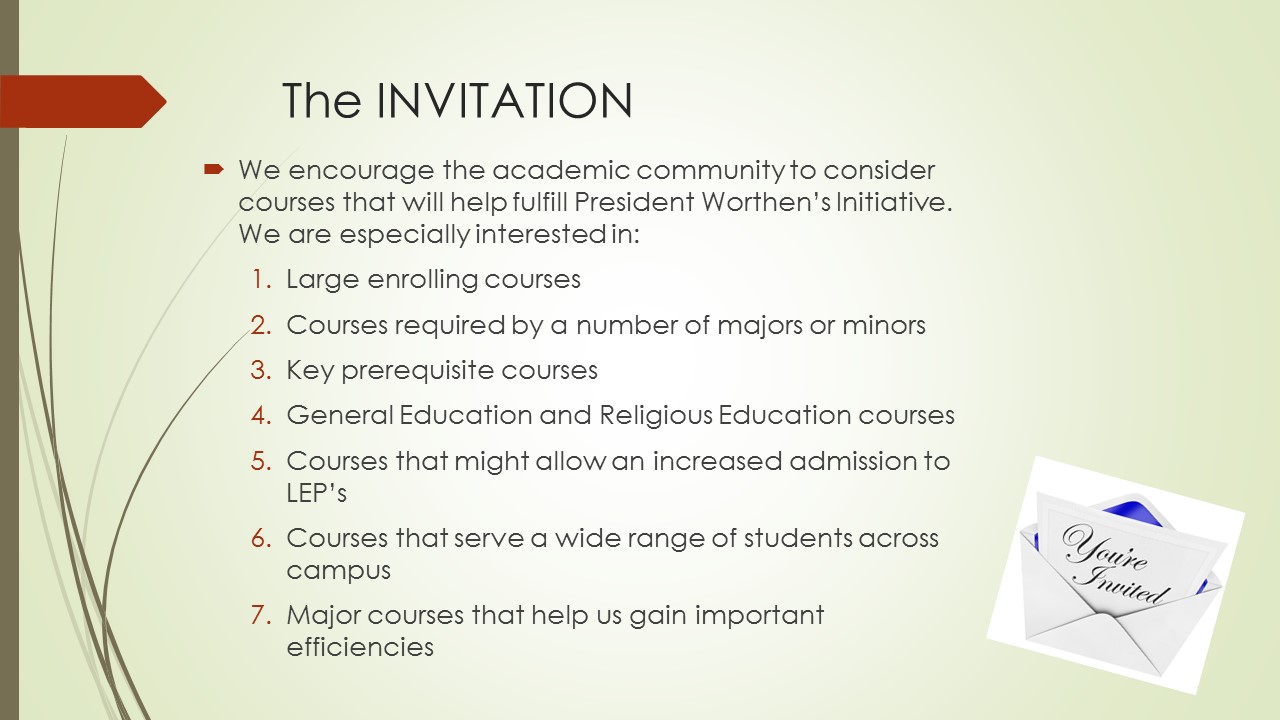 The INVITATION
We encourage the academic community to consider
courses that will help fulfill President Worthen's Initiative.
We are especially interested in:
1. Large enrolling courses
2. Courses required by a number of majors or minors
3. Key prerequisite courses
4. General Education and Religious Education courses
5. Courses that might allow an increased admission to
LEP's
6. Courses that serve a wide range of students across
campus
7. Major courses that help us gain important
efficiencies
You're
Invited